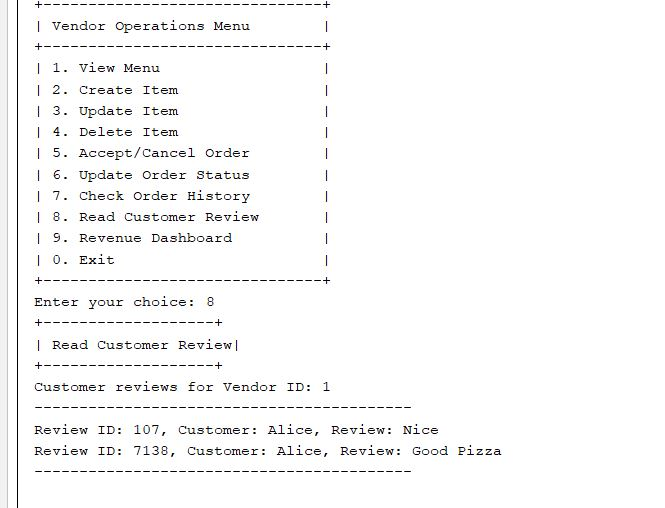 +-------------------------------+
| Vendor Operations Menu        |
+-------------------------------+
| 1. View Menu                  |
| 2. Create Item                |
| 3. Update Item                |
| 4. Delete Item                |
| 5. Accept/Cancel Order        |
| 6. Update Order Status        |
| 7. Check Order History        |
| 8. Read Customer Review       |
| 9. Revenue Dashboard          |
| 0. Exit                       |
+-------------------------------+
Enter your choice: 8
+-------------------+
| Read Customer Review|
+-------------------+
Customer reviews for Vendor ID: 1
------------------------------------------
Review ID: 107, Customer: Alice, Review: Nice
Review ID: 7138, Customer: Alice, Review: Good Pizza
------------------------------------------